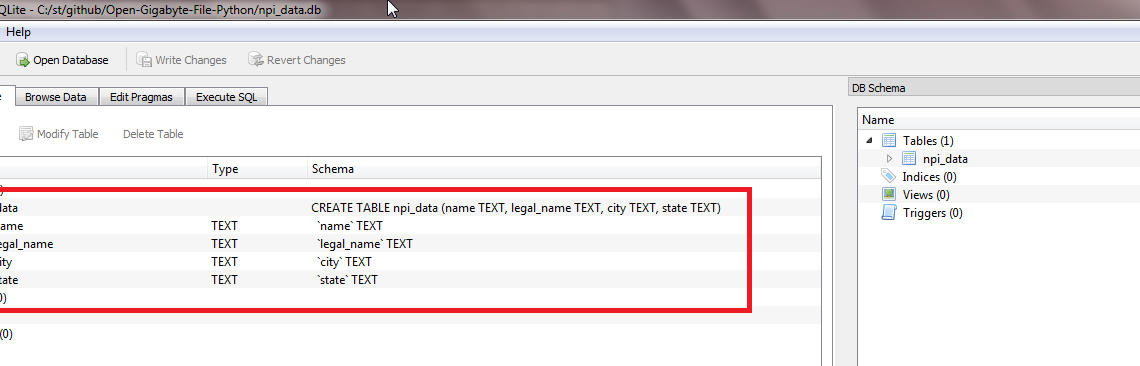 QLite - C:/st/github/Open-Gigabyte-File-Python/npi_data.db
Help
Open Database Write Changes Revert Changes
Browse Data Edit Pragmas Execute SQL
DB Schema
Modify Table Delete Table
Name
Tables (1)
npi_data
Indices (0)
Views (0)
Triggers (0)
Type Schema
data CREATE TABLE npi_data (name TEXT, legal_name TEXT, city TEXT, state TEXT)
ame TEXT `name` TEXT
egal_name TEXT `legal_name` TEXT
ity TEXT `city` TEXT
tate TEXT `state` TEXT
0)
(0)